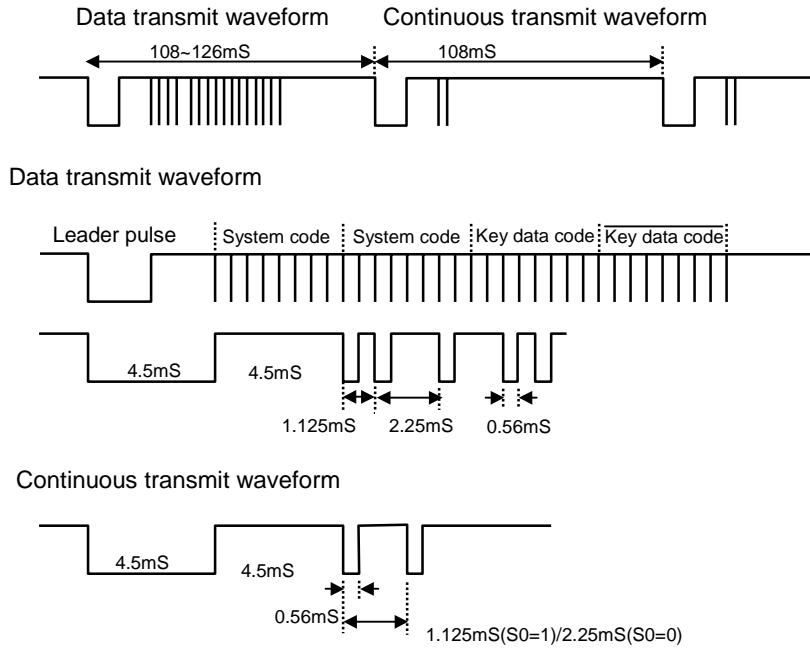 Data transmit waveform Continuous transmit waveform
108~126mS 108mS
Data transmit waveform
Leader pulse System code System code Key data code Key data code
4.5mS 4.5mS
1.125mS 2.25mS 0.56mS
Continuous transmit waveform
4.5mS 4.5mS
0.56mS
1.125mS(S0=1)/2.25mS(S0=0)